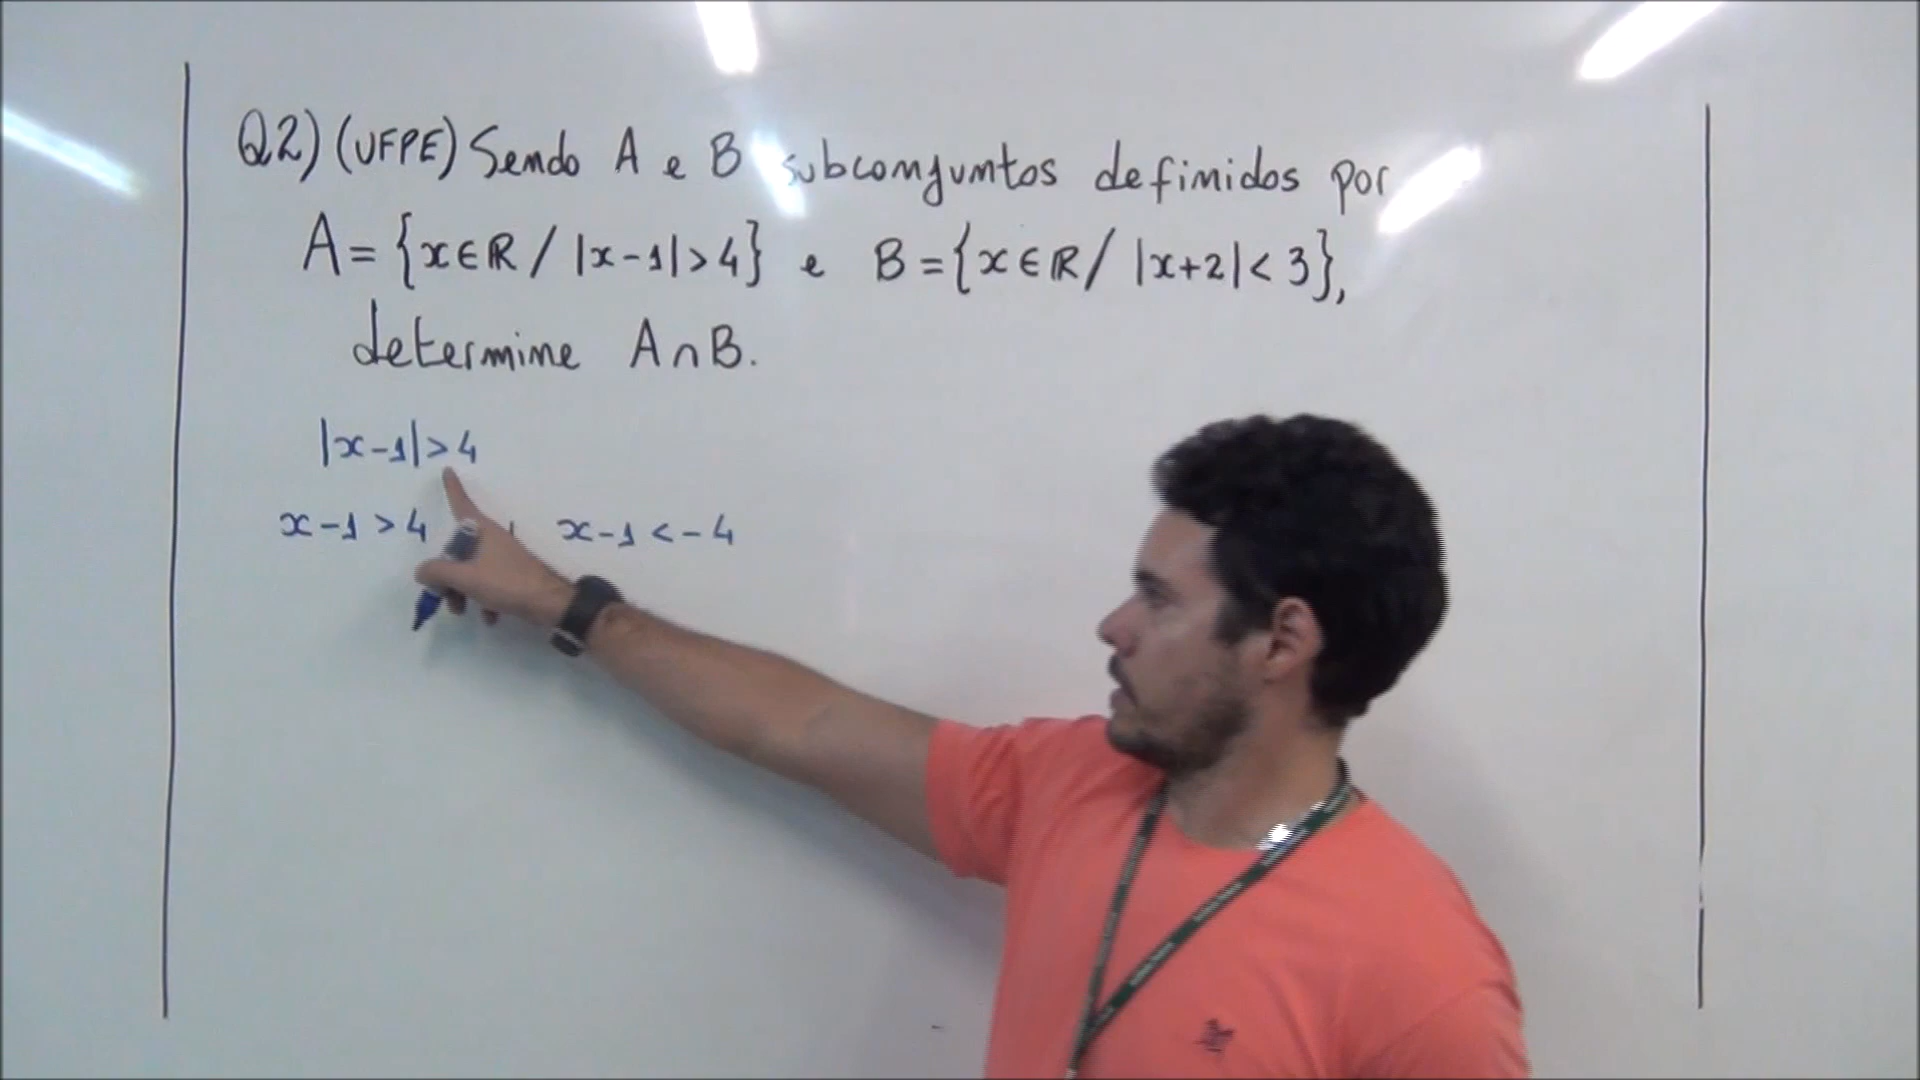 Q2) (UFPE) Sendo A e B subconjuntos definidos por
A = {x ∈ ℝ / |x-1| > 4} e B = {x ∈ ℝ / |x+2| < 3},
determine A ∩ B.
|x-1| > 4
x-1 > 4 x-1 < -4